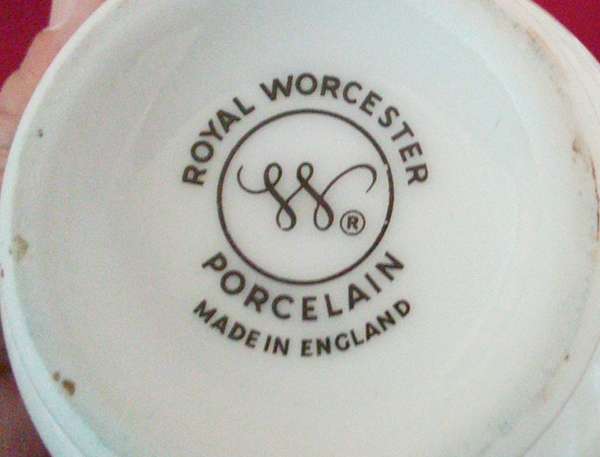 ROYAL WORCESTER
W®
PORCELAIN
MADE IN ENGLAND